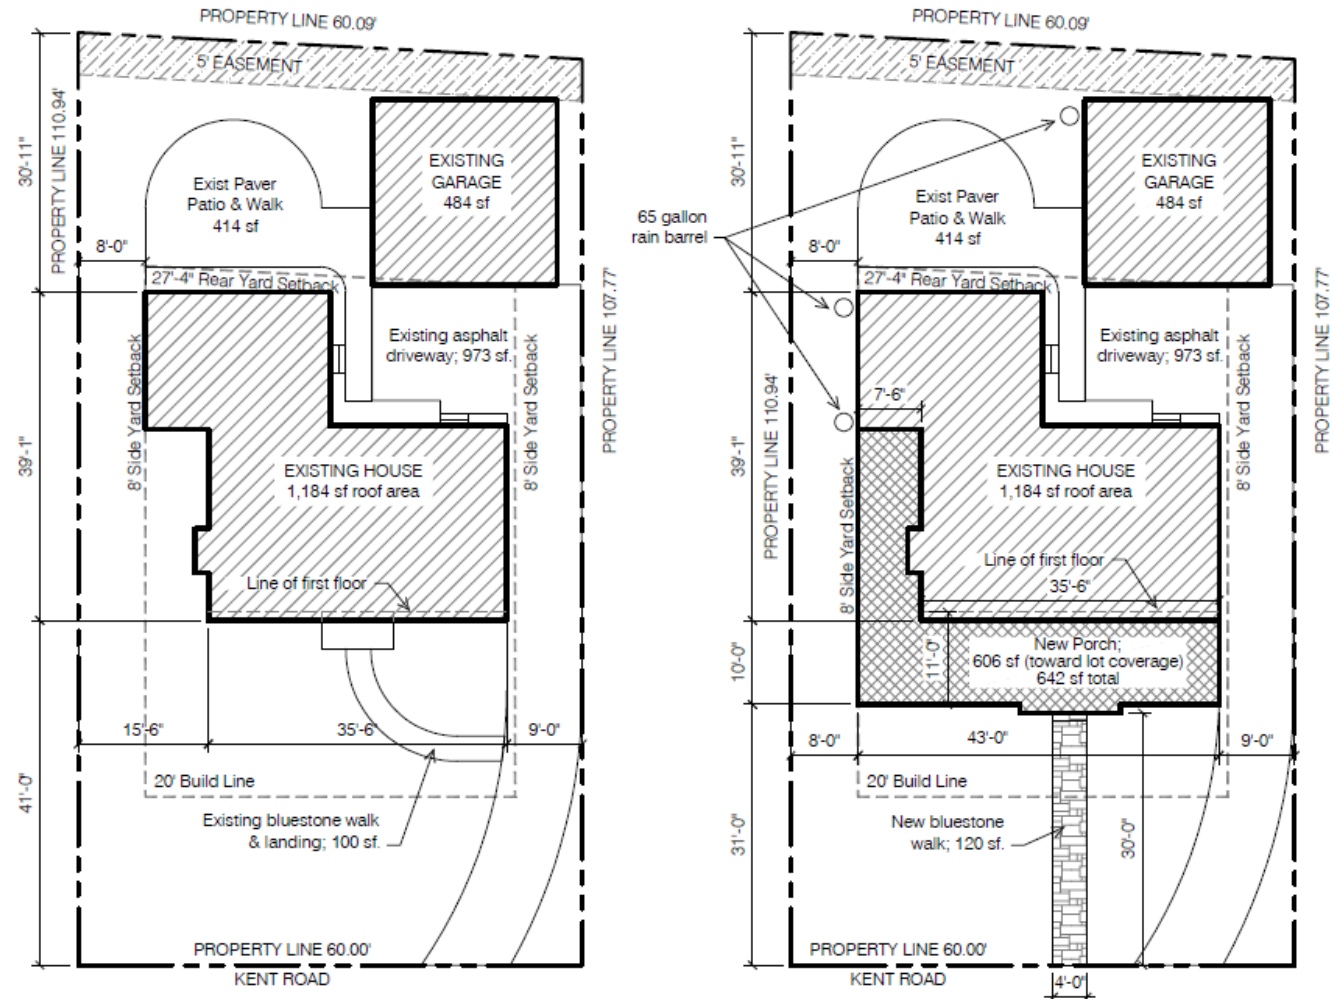 PROPERTY LINE 60.09'
5' EASEMENT
PROPERTY LINE 110.94'
30'-11"
EXISTING
GARAGE
484 sf
Exist Paver
Patio & Walk
414 sf
8'-0"
27'-4" Rear Yard Setback
Existing asphalt
driveway; 973 sf.
8' Side Yard Setback
8' Side Yard Setback
PROPERTY LINE 107.77'
39'-1"
EXISTING HOUSE
1,184 sf roof area
Line of first floor
15'-6"
35'-6"
9'-0"
20' Build Line
41'-0"
Existing bluestone walk
& landing; 100 sf.
PROPERTY LINE 60.00'
KENT ROAD
PROPERTY LINE 60.09'
5' EASEMENT
30'-11"
EXISTING
GARAGE
484 sf
65 gallon
rain barrel
Exist Paver
Patio & Walk
414 sf
8'-0"
27'-4" Rear Yard Setback
Existing asphalt
driveway; 973 sf.
7'-6"
PROPERTY LINE 110.94'
8' Side Yard Setback
8' Side Yard Setback
PROPERTY LINE 107.77'
39'-1"
EXISTING HOUSE
1,184 sf roof area
Line of first floor
35'-6"
10'-0"
11'-0"
New Porch;
606 sf (toward lot coverage)
642 sf total
8'-0"
43'-0"
9'-0"
20' Build Line
31'-0"
New bluestone
walk; 120 sf.
30'-0"
PROPERTY LINE 60.00'
KENT ROAD
4'-0"